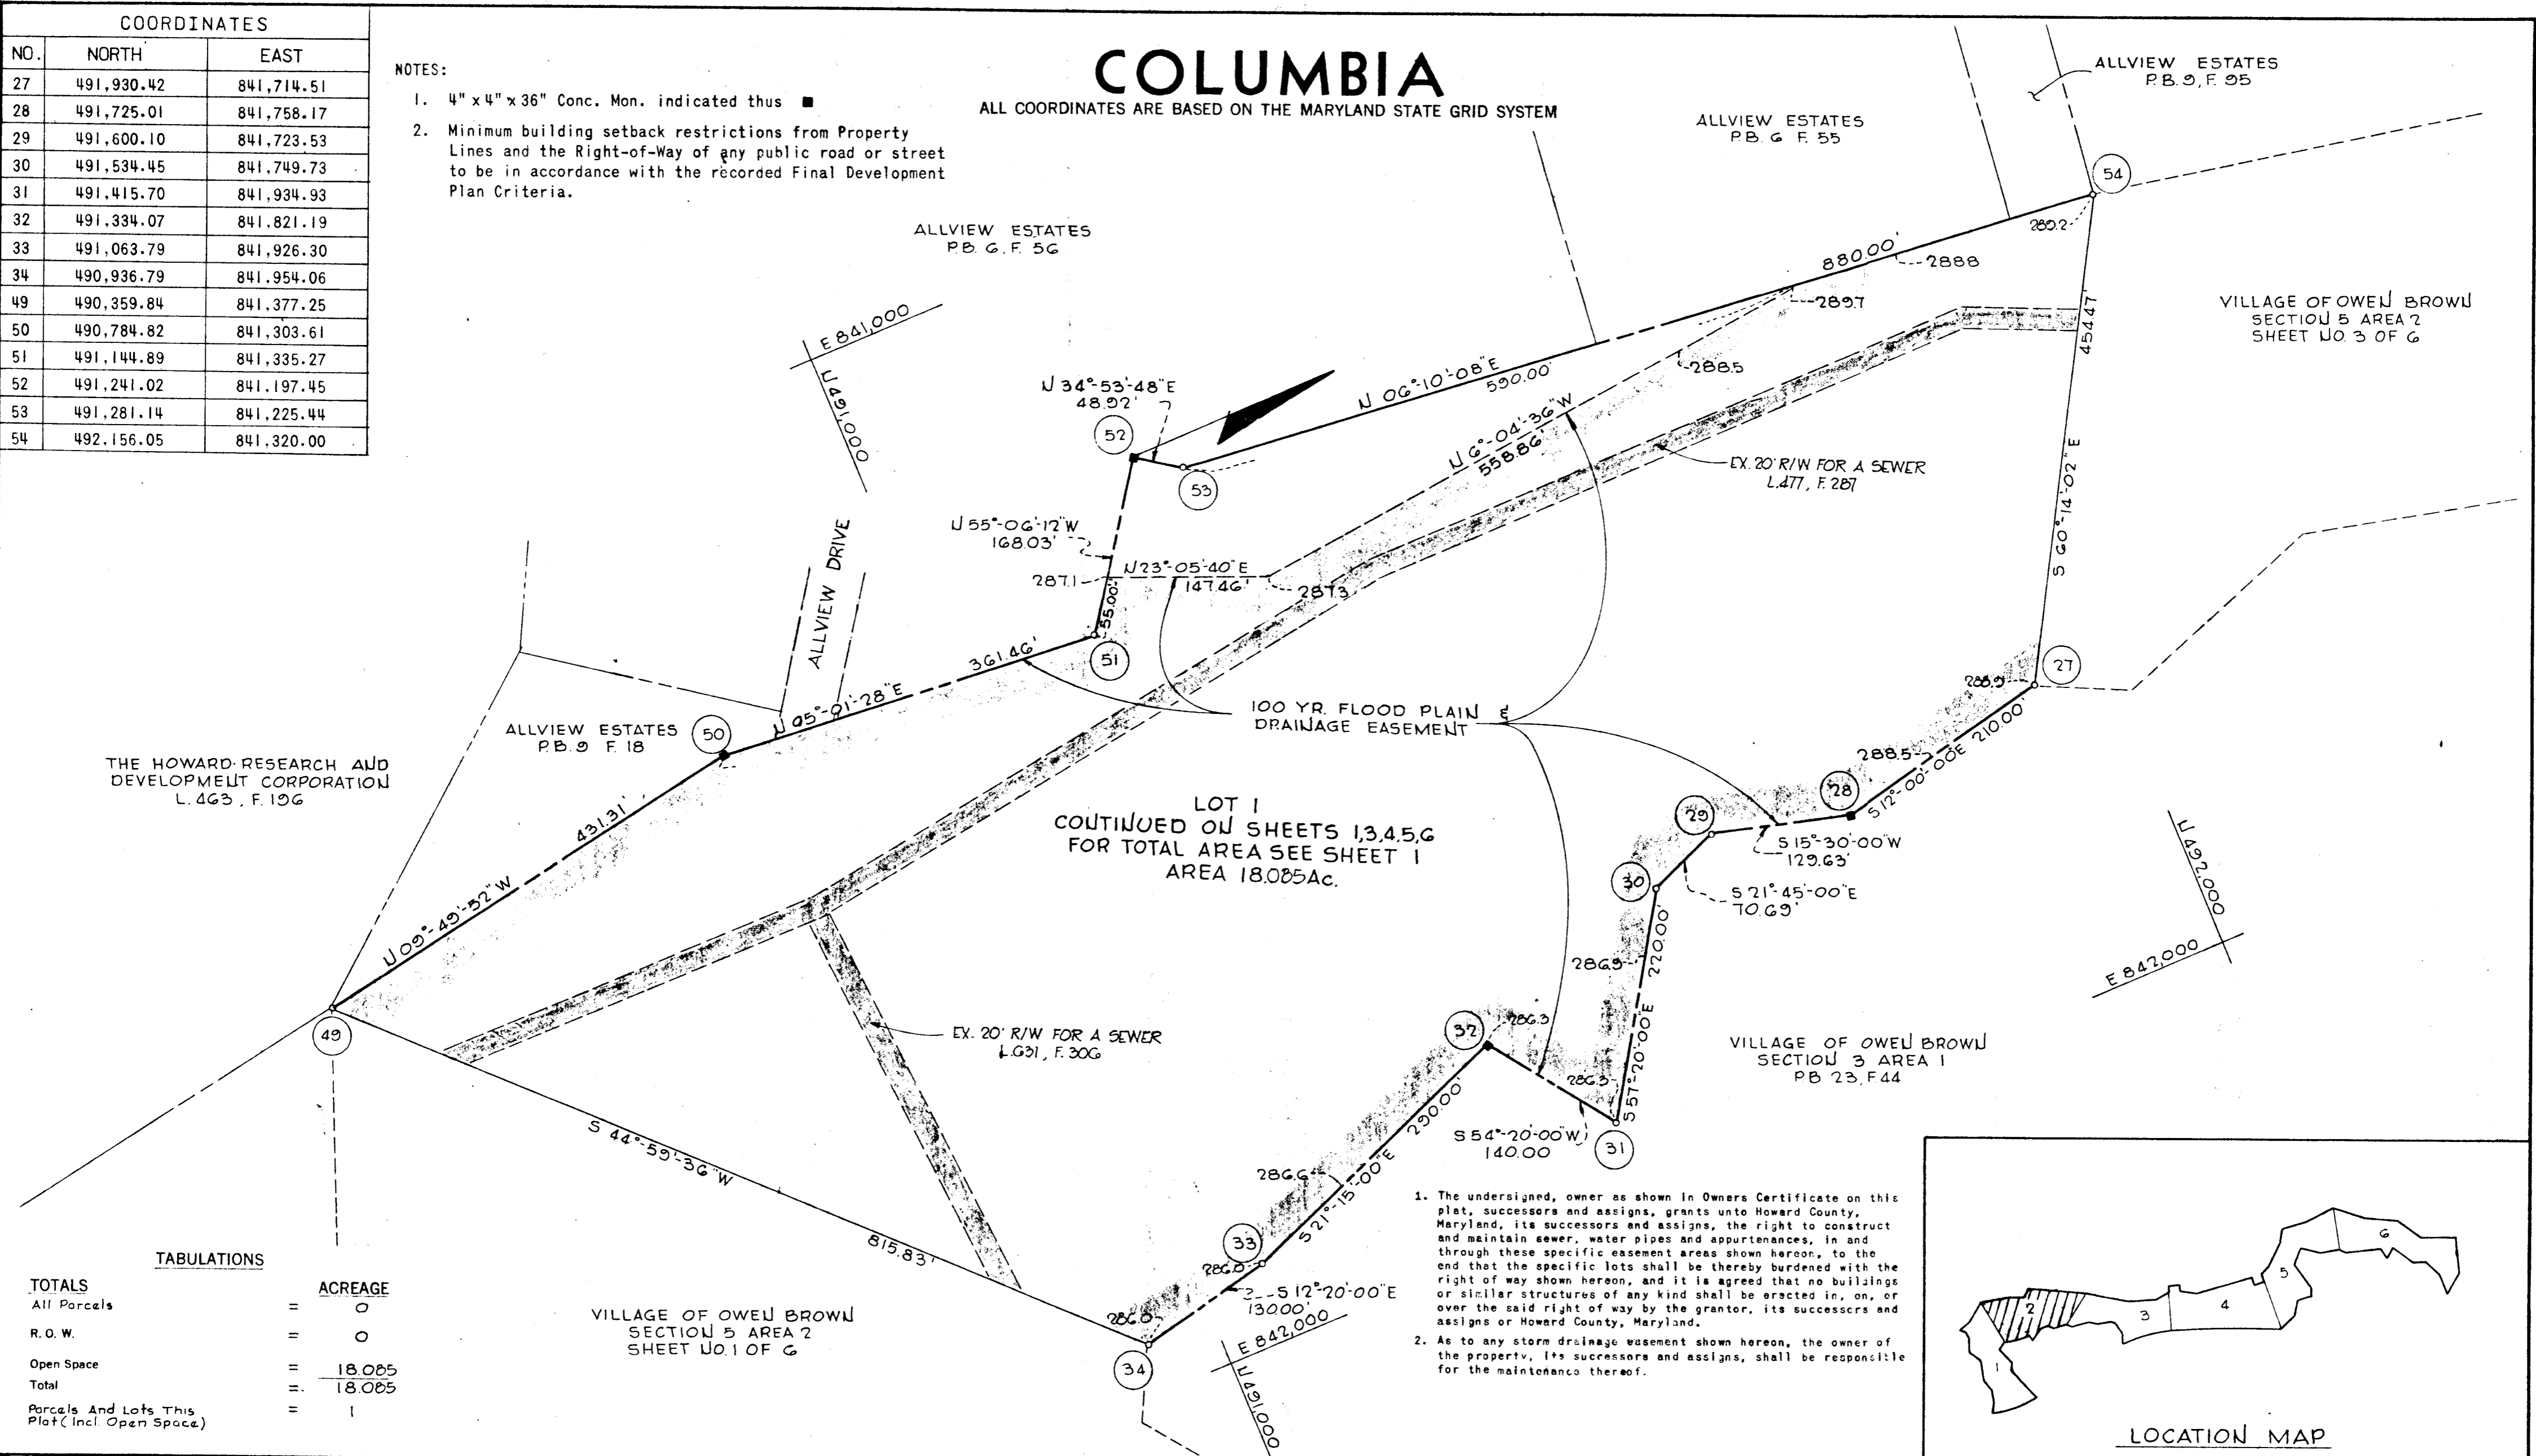 COORDINATES
NO. NORTH EAST
27 491,930.42 841,714.51
28 491,725.01 841,758.17
29 491,600.10 841,723.53
30 491,534.45 841,749.73
31 491,415.70 841,934.93
32 491,334.07 841,821.19
33 491,063.79 841,926.30
34 490,936.79 841,954.06
49 490,359.84 841,377.25
50 490,784.82 841,303.61
51 491,144.89 841,335.27
52 491,241.02 841,197.45
53 491,281.14 841,225.44
54 492,156.05 841,320.00
NOTES:
1. 4" x 4" x 36" Conc. Mon. indicated thus ■
2. Minimum building setback restrictions from Property
Lines and the Right-of-Way of any public road or street
to be in accordance with the recorded Final Development
Plan Criteria.
COLUMBIA
ALL COORDINATES ARE BASED ON THE MARYLAND STATE GRID SYSTEM
ALLVIEW ESTATES
P.B. 9, F. 95
ALLVIEW ESTATES
P.B. 6 F. 55
ALLVIEW ESTATES
P.B. 6, F. 56
54
289.2
880.00'
288.8
289.7
454.47'
VILLAGE OF OWEN BROWN
SECTION 5 AREA 2
SHEET NO. 3 OF 6
E 841,000
N 491,000
N 34°-53'-48"E
48.92'
52
53
N 06°-10'-08"E
590.00'
288.5
N 6°-04'-36"W
558.86'
EX. 20' R/W FOR A SEWER
L.477, F. 287
S 60°-14'-02"E
N 55°-06'-12"W
168.03'
287.1
N 23°-05'-40"E
147.46'
287.3
55.00'
ALLVIEW DRIVE
51
361.46'
N 05°-01'-28"E
50
ALLVIEW ESTATES
P.B. 9 F. 18
THE HOWARD RESEARCH AND
DEVELOPMENT CORPORATION
L. 463, F. 196
100 YR. FLOOD PLAIN &
DRAINAGE EASEMENT
27
288.9
210.00'
S 12°-00'-00E
288.5
28
29
S 15°-30'-00"W
129.63'
30
S 21°-45'-00"E
70.69'
431.31'
N 09°-49'-52"W
LOT 1
CONTINUED ON SHEETS 1,3,4,5,6
FOR TOTAL AREA SEE SHEET 1
AREA 18.085 Ac.
N 492,000
E 842,000
220.00'
286.9
S 57°-20'-00E
49
EX. 20' R/W FOR A SEWER
L.631, F. 306
32
286.3
286.3
VILLAGE OF OWEN BROWN
SECTION 3 AREA 1
PB 23, F44
S 54°-20'-00"W
140.00
31
290.00'
S 21°-15'-00"E
286.6
S 44°-59'-36"W
815.83'
33
286.0
S 12°-20'-00"E
130.00'
286.0
34
E 842,000
N 491,000
VILLAGE OF OWEN BROWN
SECTION 5 AREA 2
SHEET NO. 1 OF 6
TABULATIONS
TOTALS ACREAGE
All Parcels = 0
R.O.W. = 0
Open Space = 18.085
Total = 18.085
Parcels And Lots This
Plat (Incl. Open Space) = 1
1. The undersigned, owner as shown in Owners Certificate on this
plat, successors and assigns, grants unto Howard County,
Maryland, its successors and assigns, the right to construct
and maintain sewer, water pipes and appurtenances, in and
through these specific easement areas shown hereon, to the
end that the specific lots shall be thereby burdened with the
right of way shown hereon, and it is agreed that no buildings
or similar structures of any kind shall be erected in, on, or
over the said right of way by the grantor, its successors and
assigns or Howard County, Maryland.
2. As to any storm drainage easement shown hereon, the owner of
the property, its successors and assigns, shall be responsible
for the maintenance thereof.
1
2
3
4
5
6
LOCATION MAP